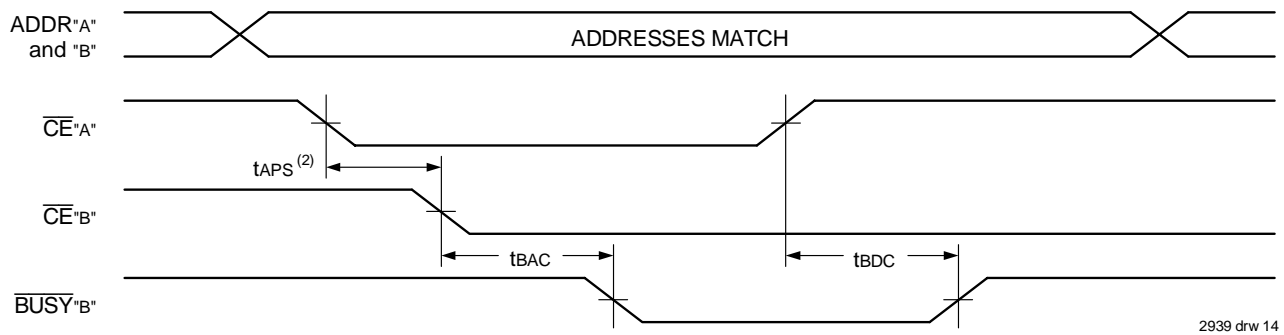 ADDR"A"
and "B"
ADDRESSES MATCH
CE"A"
tAPS (2)
CE"B"
tBAC
tBDC
BUSY"B"
2939 drw 14